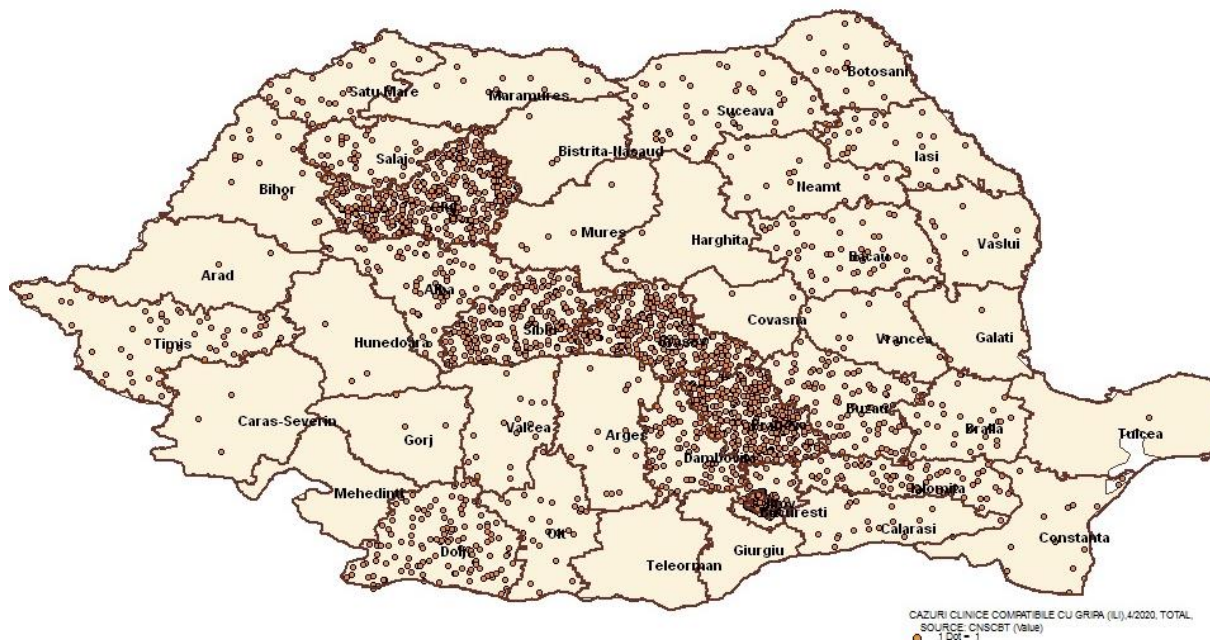 Botosani
Satu Mare
Maramures
Suceava
Iasi
Bistrita-Nasaud
Salaj
Bihor
Cluj
Neamt
Mures
Harghita
Vaslui
Bacau
Arad
Alba
Covasna
Sibiu
Timis
Hunedoara
Brasov
Vrancea
Galati
Caras-Severin
Gorj
Valcea
Arges
Buzau
Braila
Tulcea
Prahova
Dambovita
Mehedinti
Ialomita
Bucuresti
Calarasi
Dolj
Olt
Constanta
Giurgiu
Teleorman
CAZURI CLINICE COMPATIBILE CU GRIPA (ILI),4/2020, TOTAL,
SOURCE: CNSCBT (Value)
1 Dot = 1